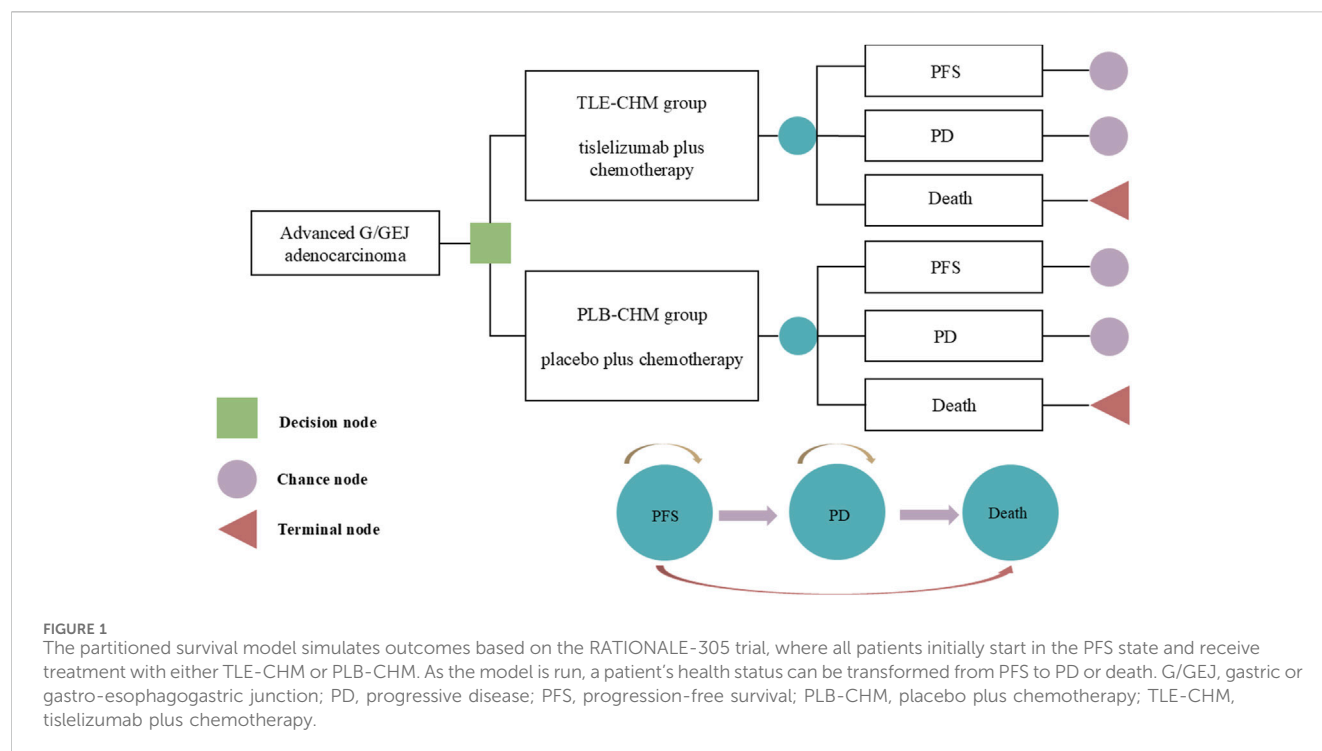 PFS
TLE-CHM group
tislelizumab plus
chemotherapy
PD
Death
Advanced G/GEJ
adenocarcinoma
PFS
PLB-CHM group
placebo plus chemotherapy
PD
Death
Decision node
Chance node
Terminal node
PFS
PD
Death
FIGURE 1
The partitioned survival model simulates outcomes based on the RATIONALE-305 trial, where all patients initially start in the PFS state and receive
treatment with either TLE-CHM or PLB-CHM. As the model is run, a patient's health status can be transformed from PFS to PD or death. G/GEJ, gastric or
gastro-esophagogastric junction; PD, progressive disease; PFS, progression-free survival; PLB-CHM, placebo plus chemotherapy; TLE-CHM,
tislelizumab plus chemotherapy.